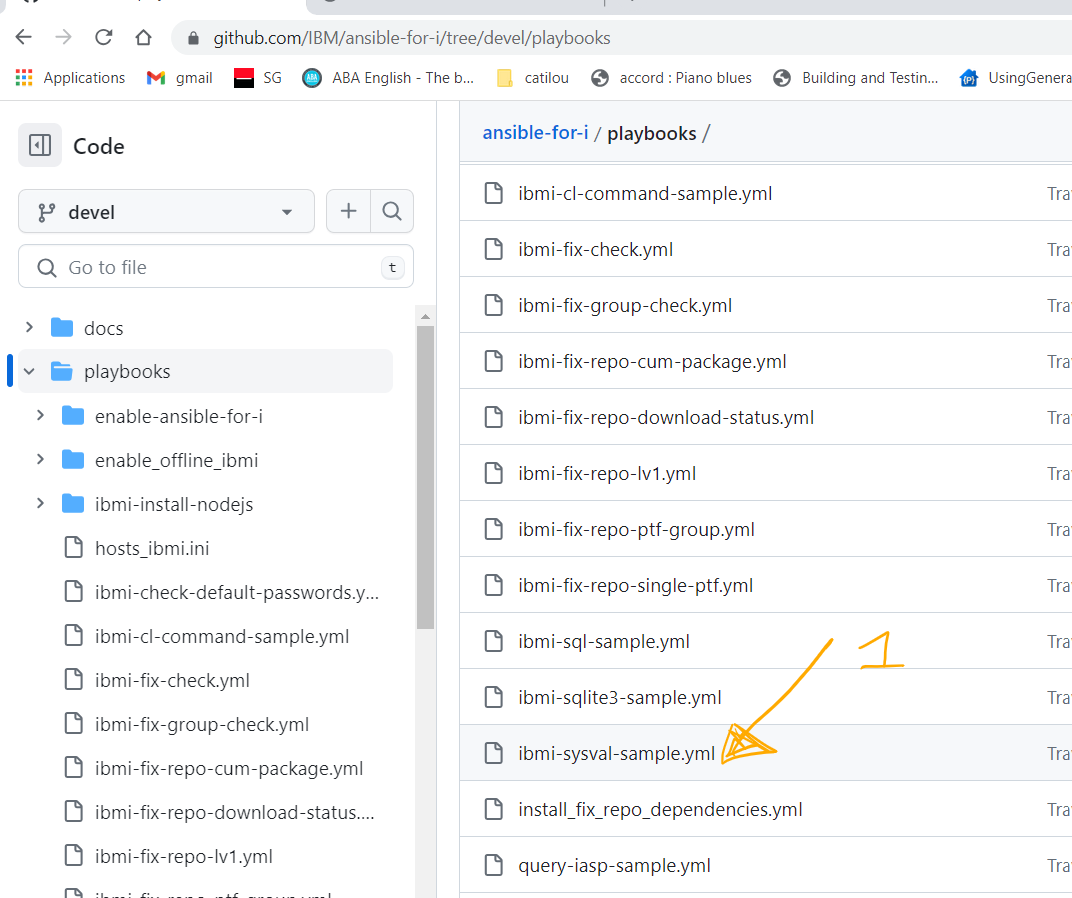 github.com/IBM/ansible-for-i/tree/devel/playbooks
Applications gmail SG ABA English - The b... catilou accord : Piano blues Building and Testin... UsingGenera
Code
devel
Go to file t
docs
playbooks
enable-ansible-for-i
enable_offline_ibmi
ibmi-install-nodejs
hosts_ibmi.ini
ibmi-check-default-passwords.y...
ibmi-cl-command-sample.yml
ibmi-fix-check.yml
ibmi-fix-group-check.yml
ibmi-fix-repo-cum-package.yml
ibmi-fix-repo-download-status....
ibmi-fix-repo-lv1.yml
ibmi-fix-repo-ptf-group.yml
ansible-for-i / playbooks /
ibmi-cl-command-sample.yml Tra
ibmi-fix-check.yml Tra
ibmi-fix-group-check.yml Tra
ibmi-fix-repo-cum-package.yml Tra
ibmi-fix-repo-download-status.yml Tra
ibmi-fix-repo-lv1.yml Tra
ibmi-fix-repo-ptf-group.yml Tra
ibmi-fix-repo-single-ptf.yml Tra
ibmi-sql-sample.yml Tra
1
ibmi-sqlite3-sample.yml Tra
ibmi-sysval-sample.yml Tra
install_fix_repo_dependencies.yml Tra
query-iasp-sample.yml Tra